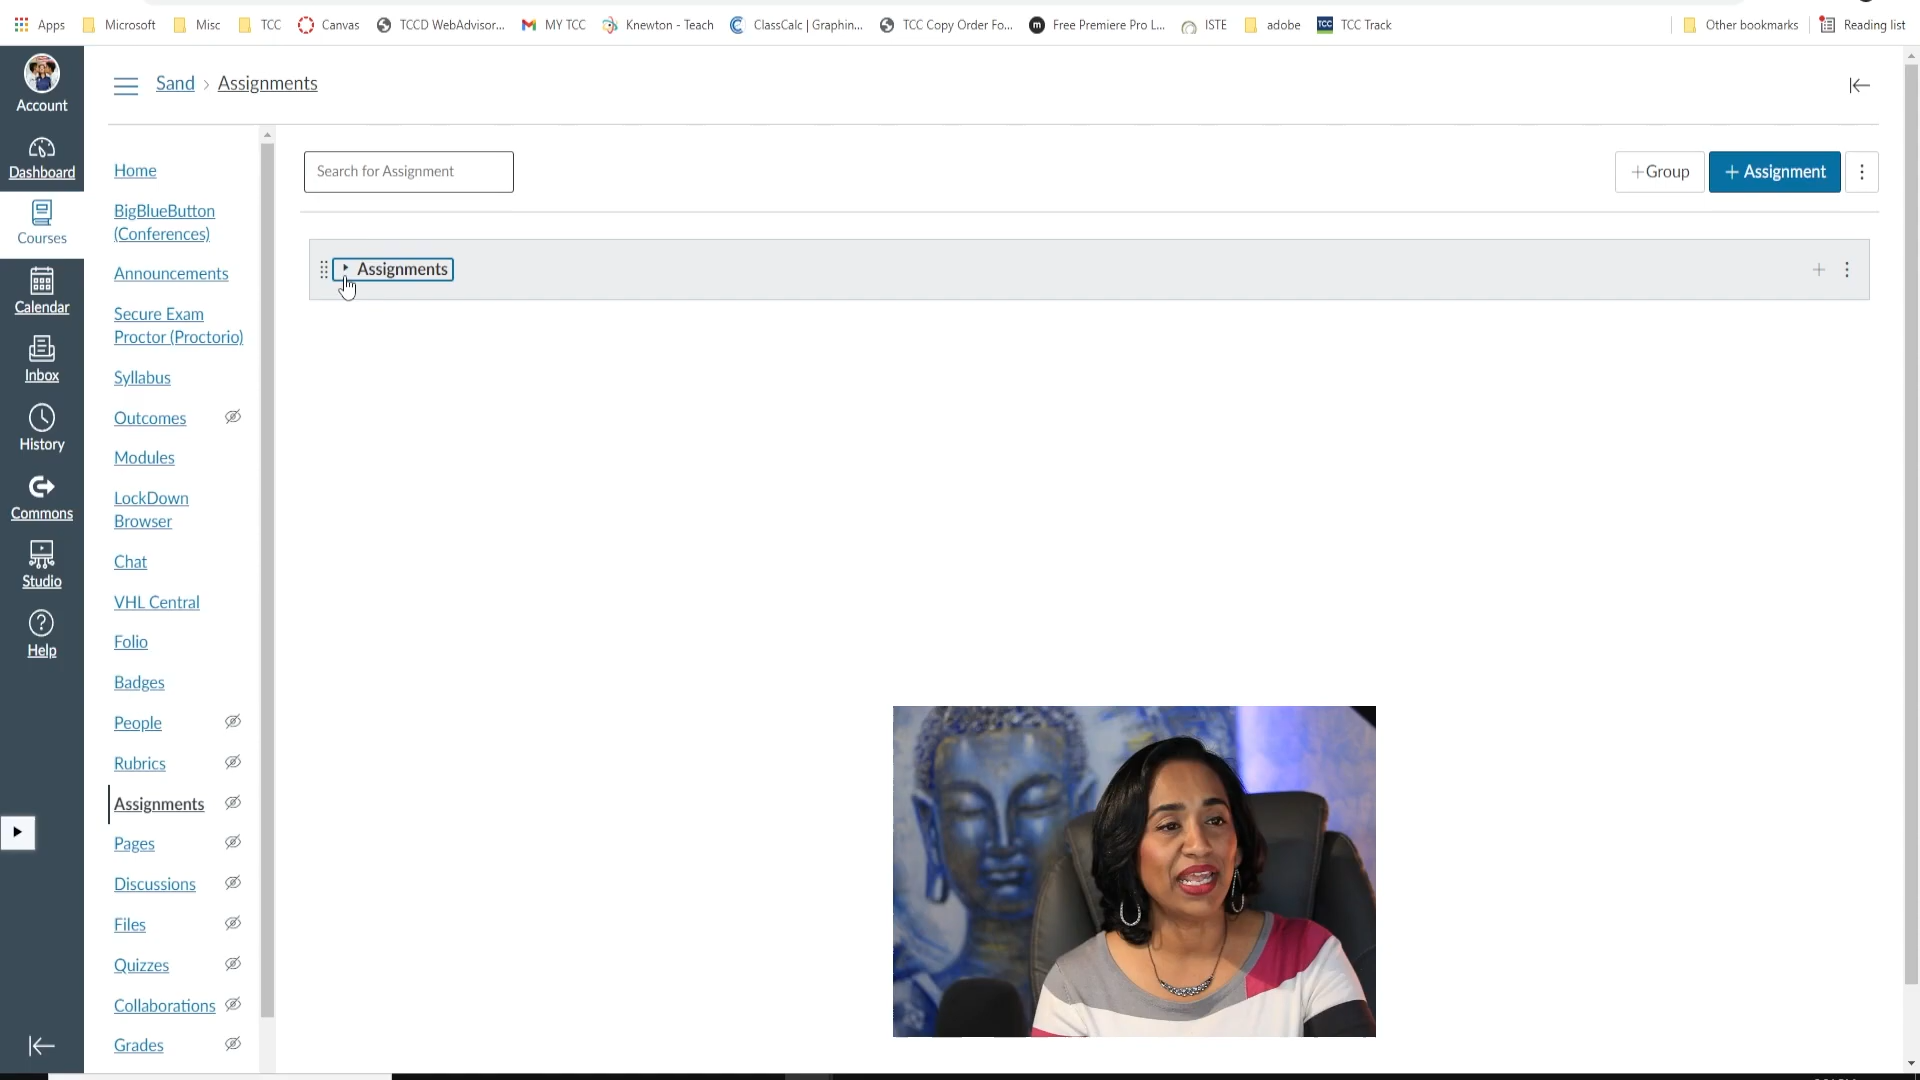 Apps Microsoft Misc TCC Canvas TCCD WebAdvisor... MY TCC Knewton - Teach ClassCalc | Graphin... TCC Copy Order Fo... Free Premiere Pro L... ISTE adobe TCC TCC Track Other bookmarks Reading list
Account
Dashboard
Courses
Calendar
Inbox
History
Commons
Studio
Help
Sand › Assignments
Home
BigBlueButton
(Conferences)
Announcements
Secure Exam
Proctor (Proctorio)
Syllabus
Outcomes
Modules
LockDown
Browser
Chat
VHL Central
Folio
Badges
People
Rubrics
Assignments
Pages
Discussions
Files
Quizzes
Collaborations
Grades
Search for Assignment
+Group
+ Assignment
Assignments